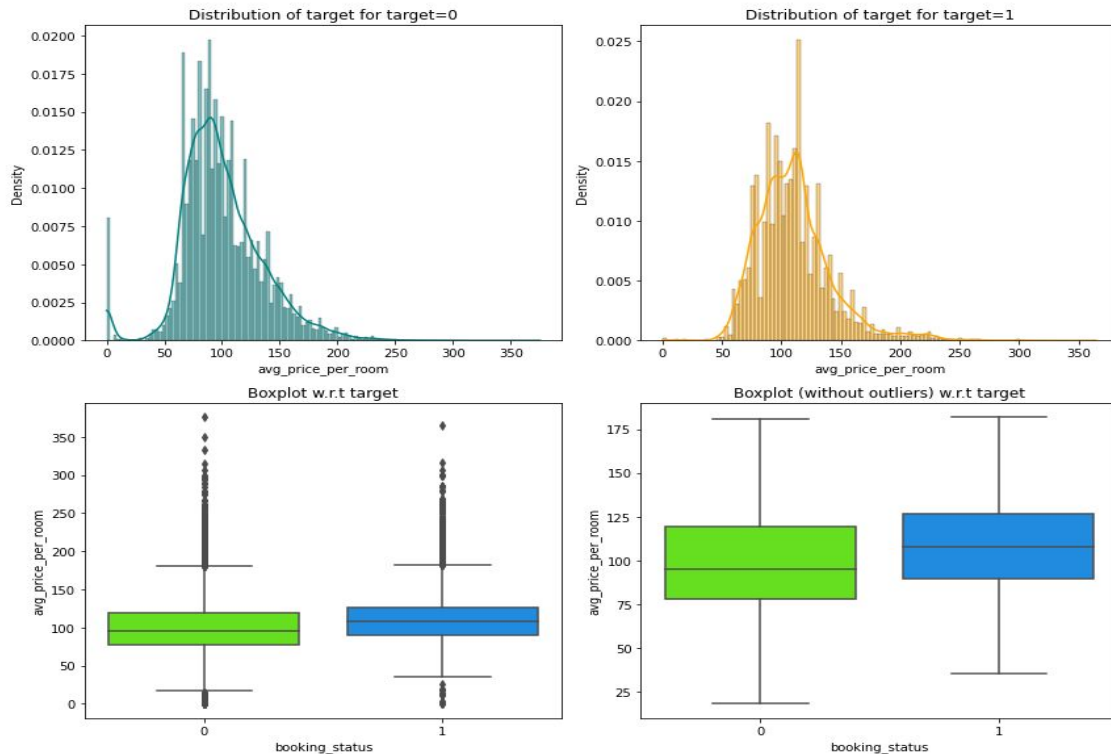 Distribution of target for target=0
Density
0.0200
0.0175
0.0150
0.0125
0.0100
0.0075
0.0050
0.0025
0.0000
0 50 100 150 200 250 300 350
avg_price_per_room
Distribution of target for target=1
Density
0.025
0.020
0.015
0.010
0.005
0.000
0 50 100 150 200 250 300 350
avg_price_per_room
Boxplot w.r.t target
avg_price_per_room
350
300
250
200
150
100
50
0
0 1
booking_status
Boxplot (without outliers) w.r.t target
avg_price_per_room
175
150
125
100
75
50
25
0 1
booking_status